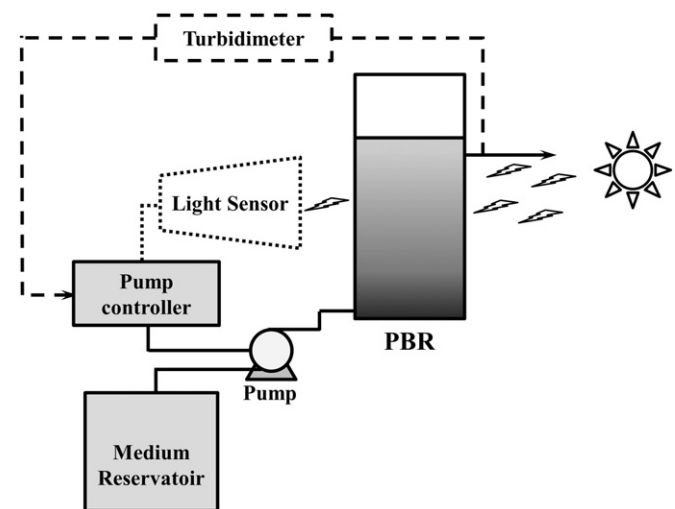 Turbidimeter
Light Sensor
Pump
controller
PBR
Pump
Medium
Reservatoir